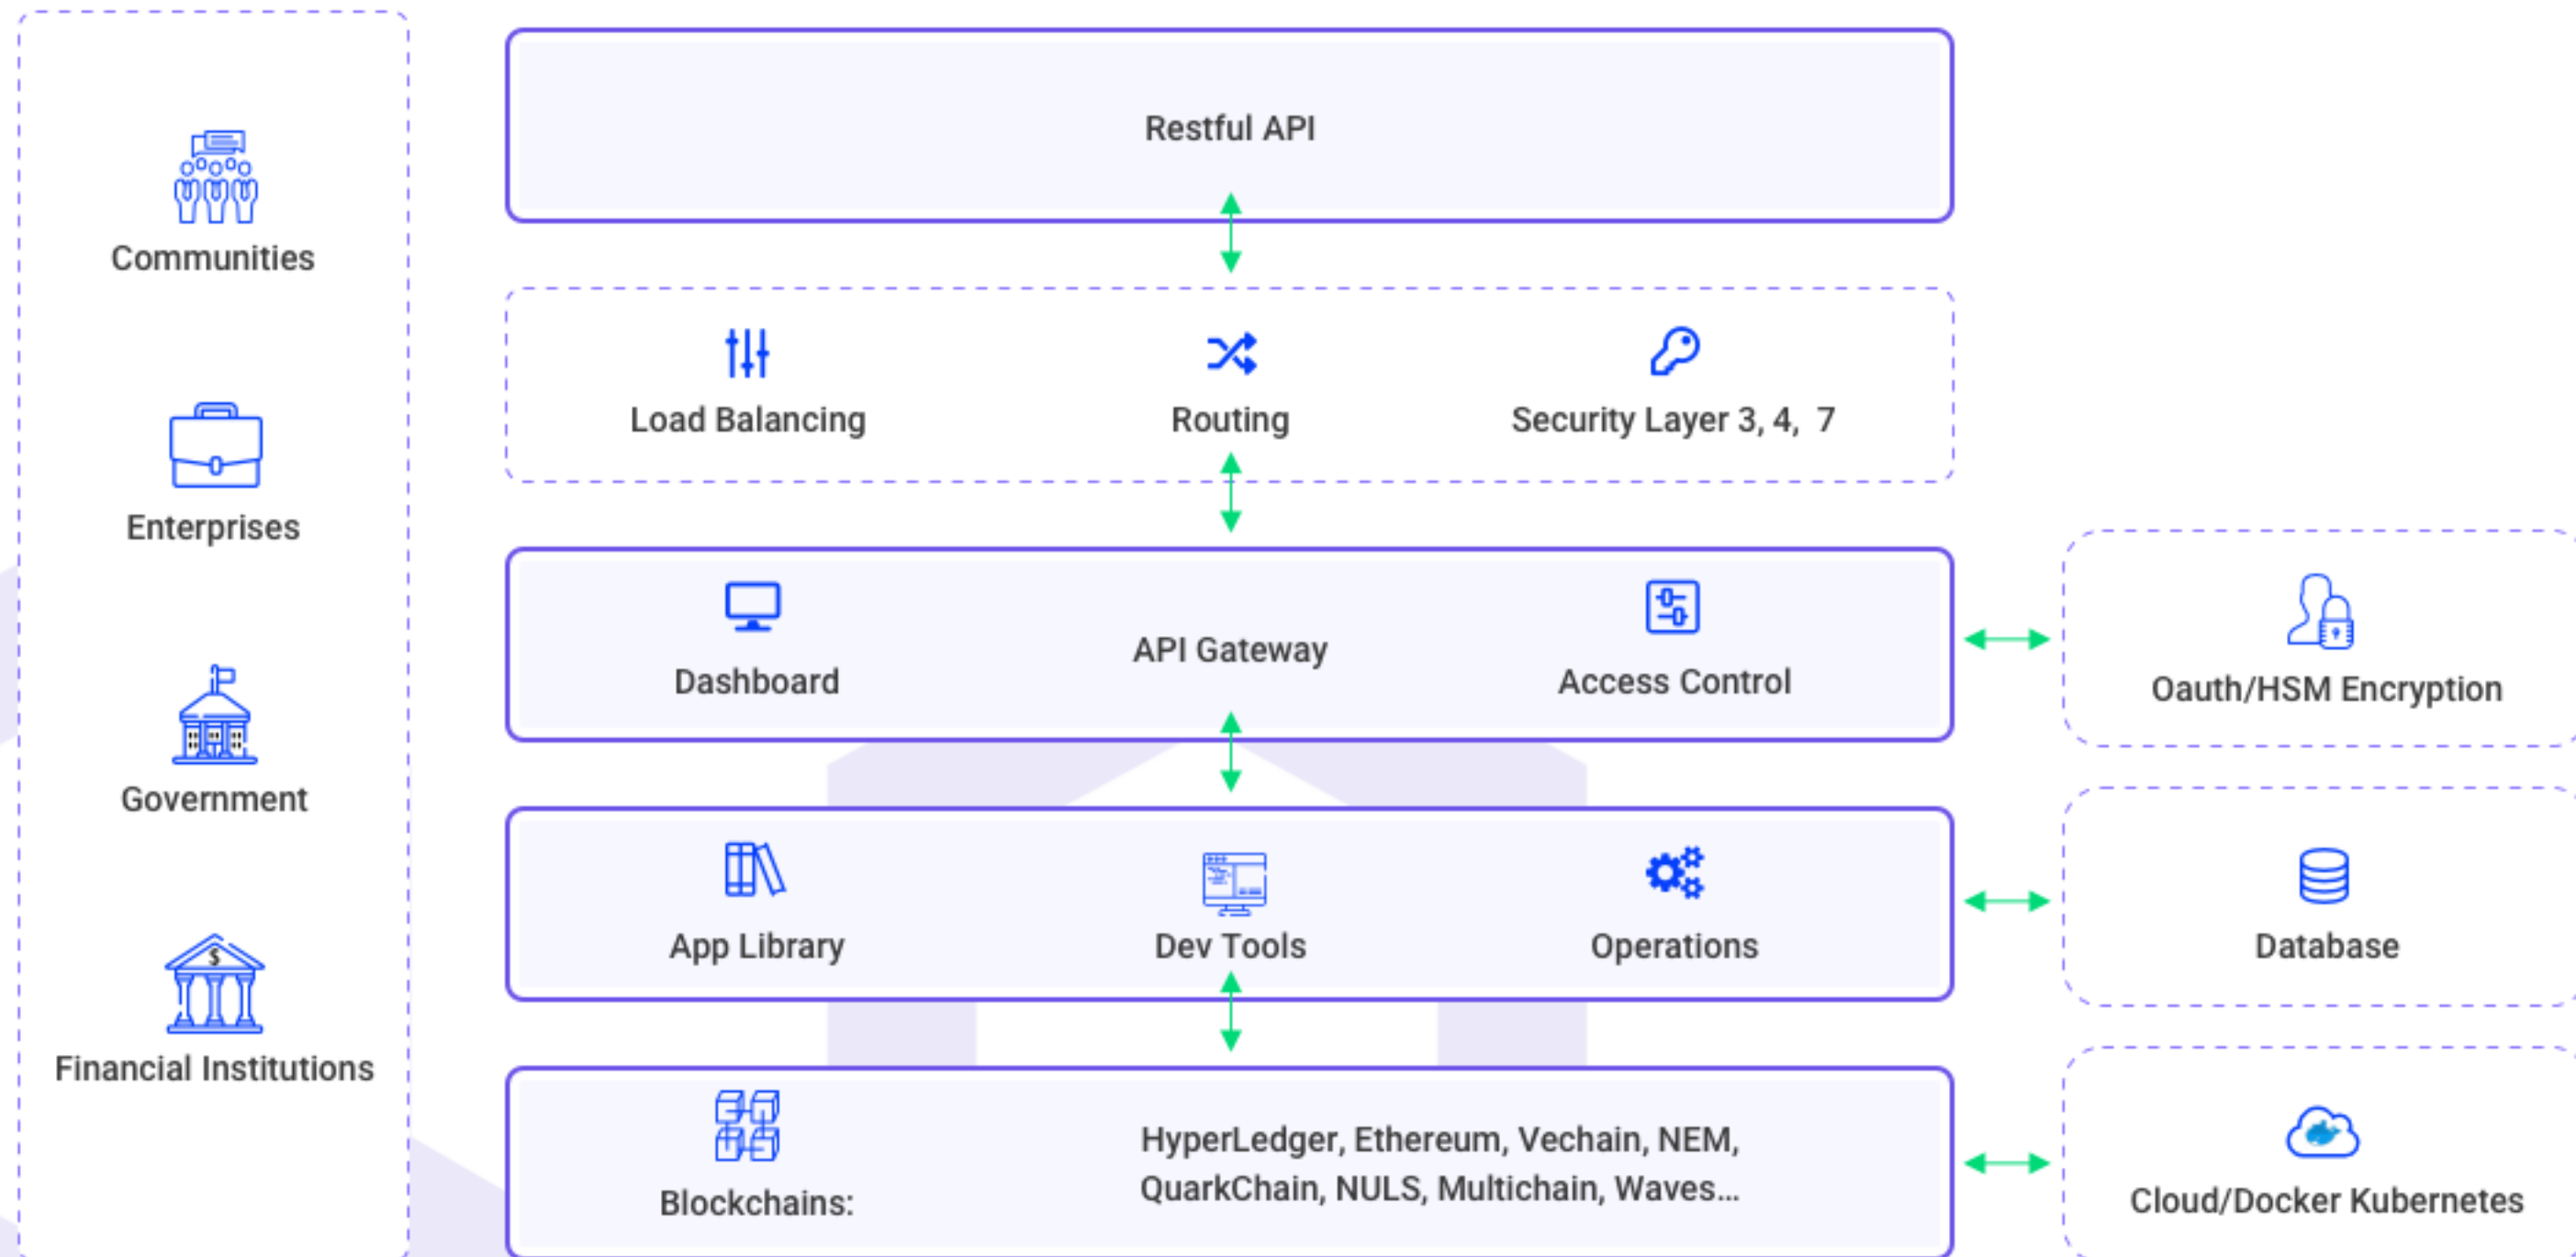 Communities
Enterprises
Government
$
Financial Institutions
Restful API
Load Balancing
Routing
Security Layer 3, 4, 7
Dashboard
API Gateway
Access Control
App Library
Dev Tools
Operations
Blockchains:
HyperLedger, Ethereum, Vechain, NEM,
QuarkChain, NULS, Multichain, Waves...
Oauth/HSM Encryption
Database
Cloud/Docker Kubernetes